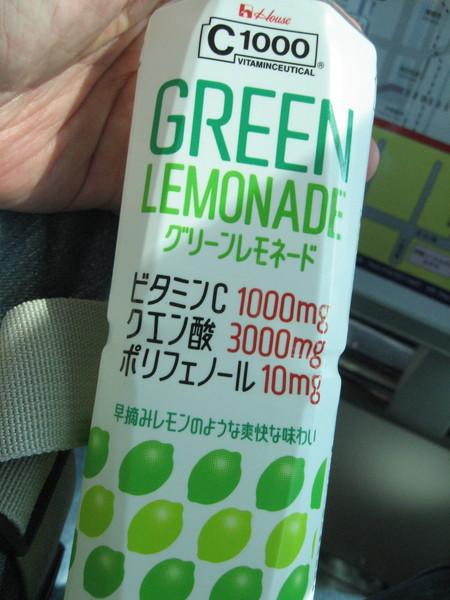 House
C1000
VITAMINCEUTICAL®
GREEN
LEMONADE
グリーンレモネード
ビタミンC 1000mg
クエン酸 3000mg
ポリフェノール 10mg
早摘みレモンのような爽快な味わい